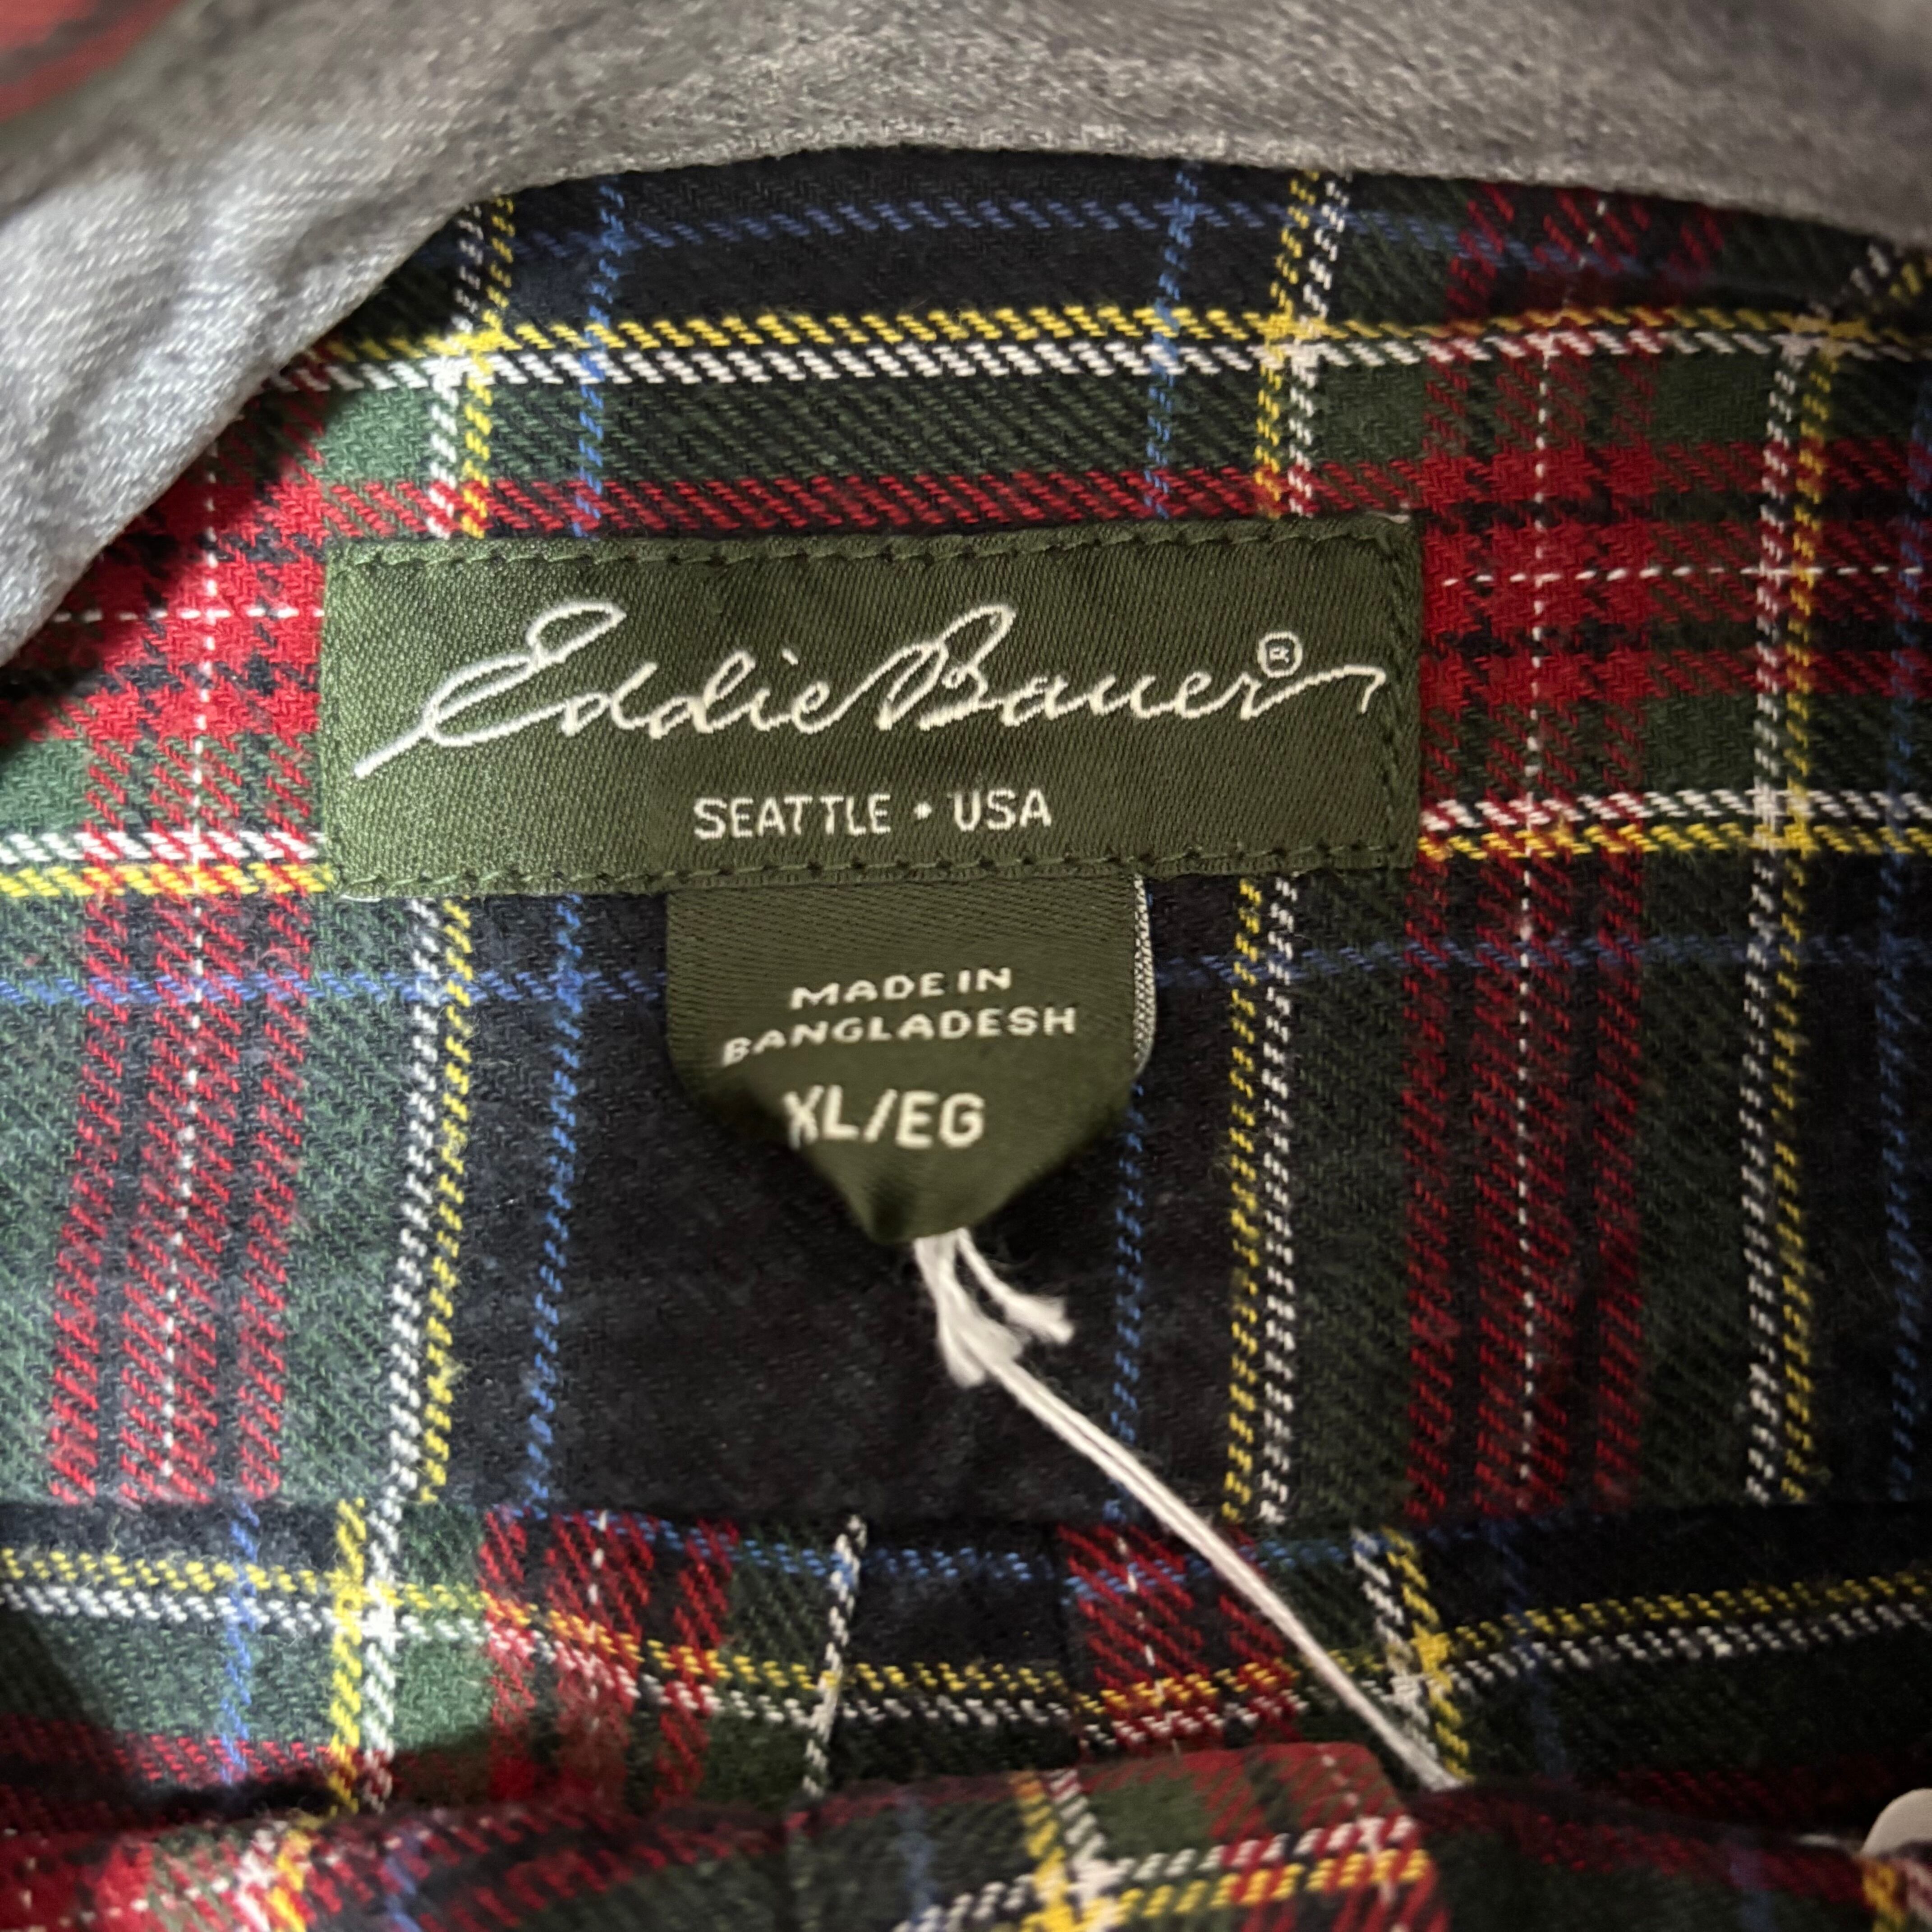 Eddie Bauer®
SEATTLE • USA
MADE IN
BANGLADESH
XL/EG